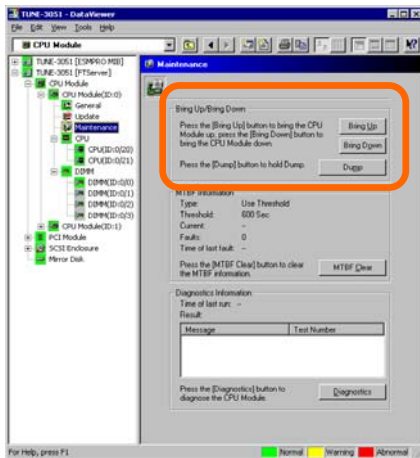 TUNE-3051 - DataViewer
File Edit View Tools Help
CPU Module
TUNE-3051 [ESMPRO MIB]
TUNE-3051 [FTServer]
CPU Module
CPU Module(ID:0)
General
Update
Maintenance
CPU
CPU(ID:0/20)
CPU(ID:0/21)
DIMM
DIMM(ID:0/0)
DIMM(ID:0/1)
DIMM(ID:0/2)
DIMM(ID:0/3)
CPU Module(ID:1)
PCI Module
SCSI Enclosure
Mirror Disk
Maintenance
Bring Up/Bring Down
Press the [Bring Up] button to bring the CPU
Module up, press the [Bring Down] button to
bring the CPU Module down.
Bring Up
Bring Down
Press the [Dump] button to hold Dump.
Dump
MTBF Information
Type: Use Threshold
Threshold: 600 Sec
Current: -
Faults: 0
Time of last fault: -
Press the [MTBF Clear] button to clear
the MTBF information.
MTBF Clear
Diagnostics Information
Time of last run: -
Result:
Message Test Number
Press the [Diagnostics] button to
diagnose the CPU Module.
Diagnostics
For Help, press F1
Normal Warning Abnormal